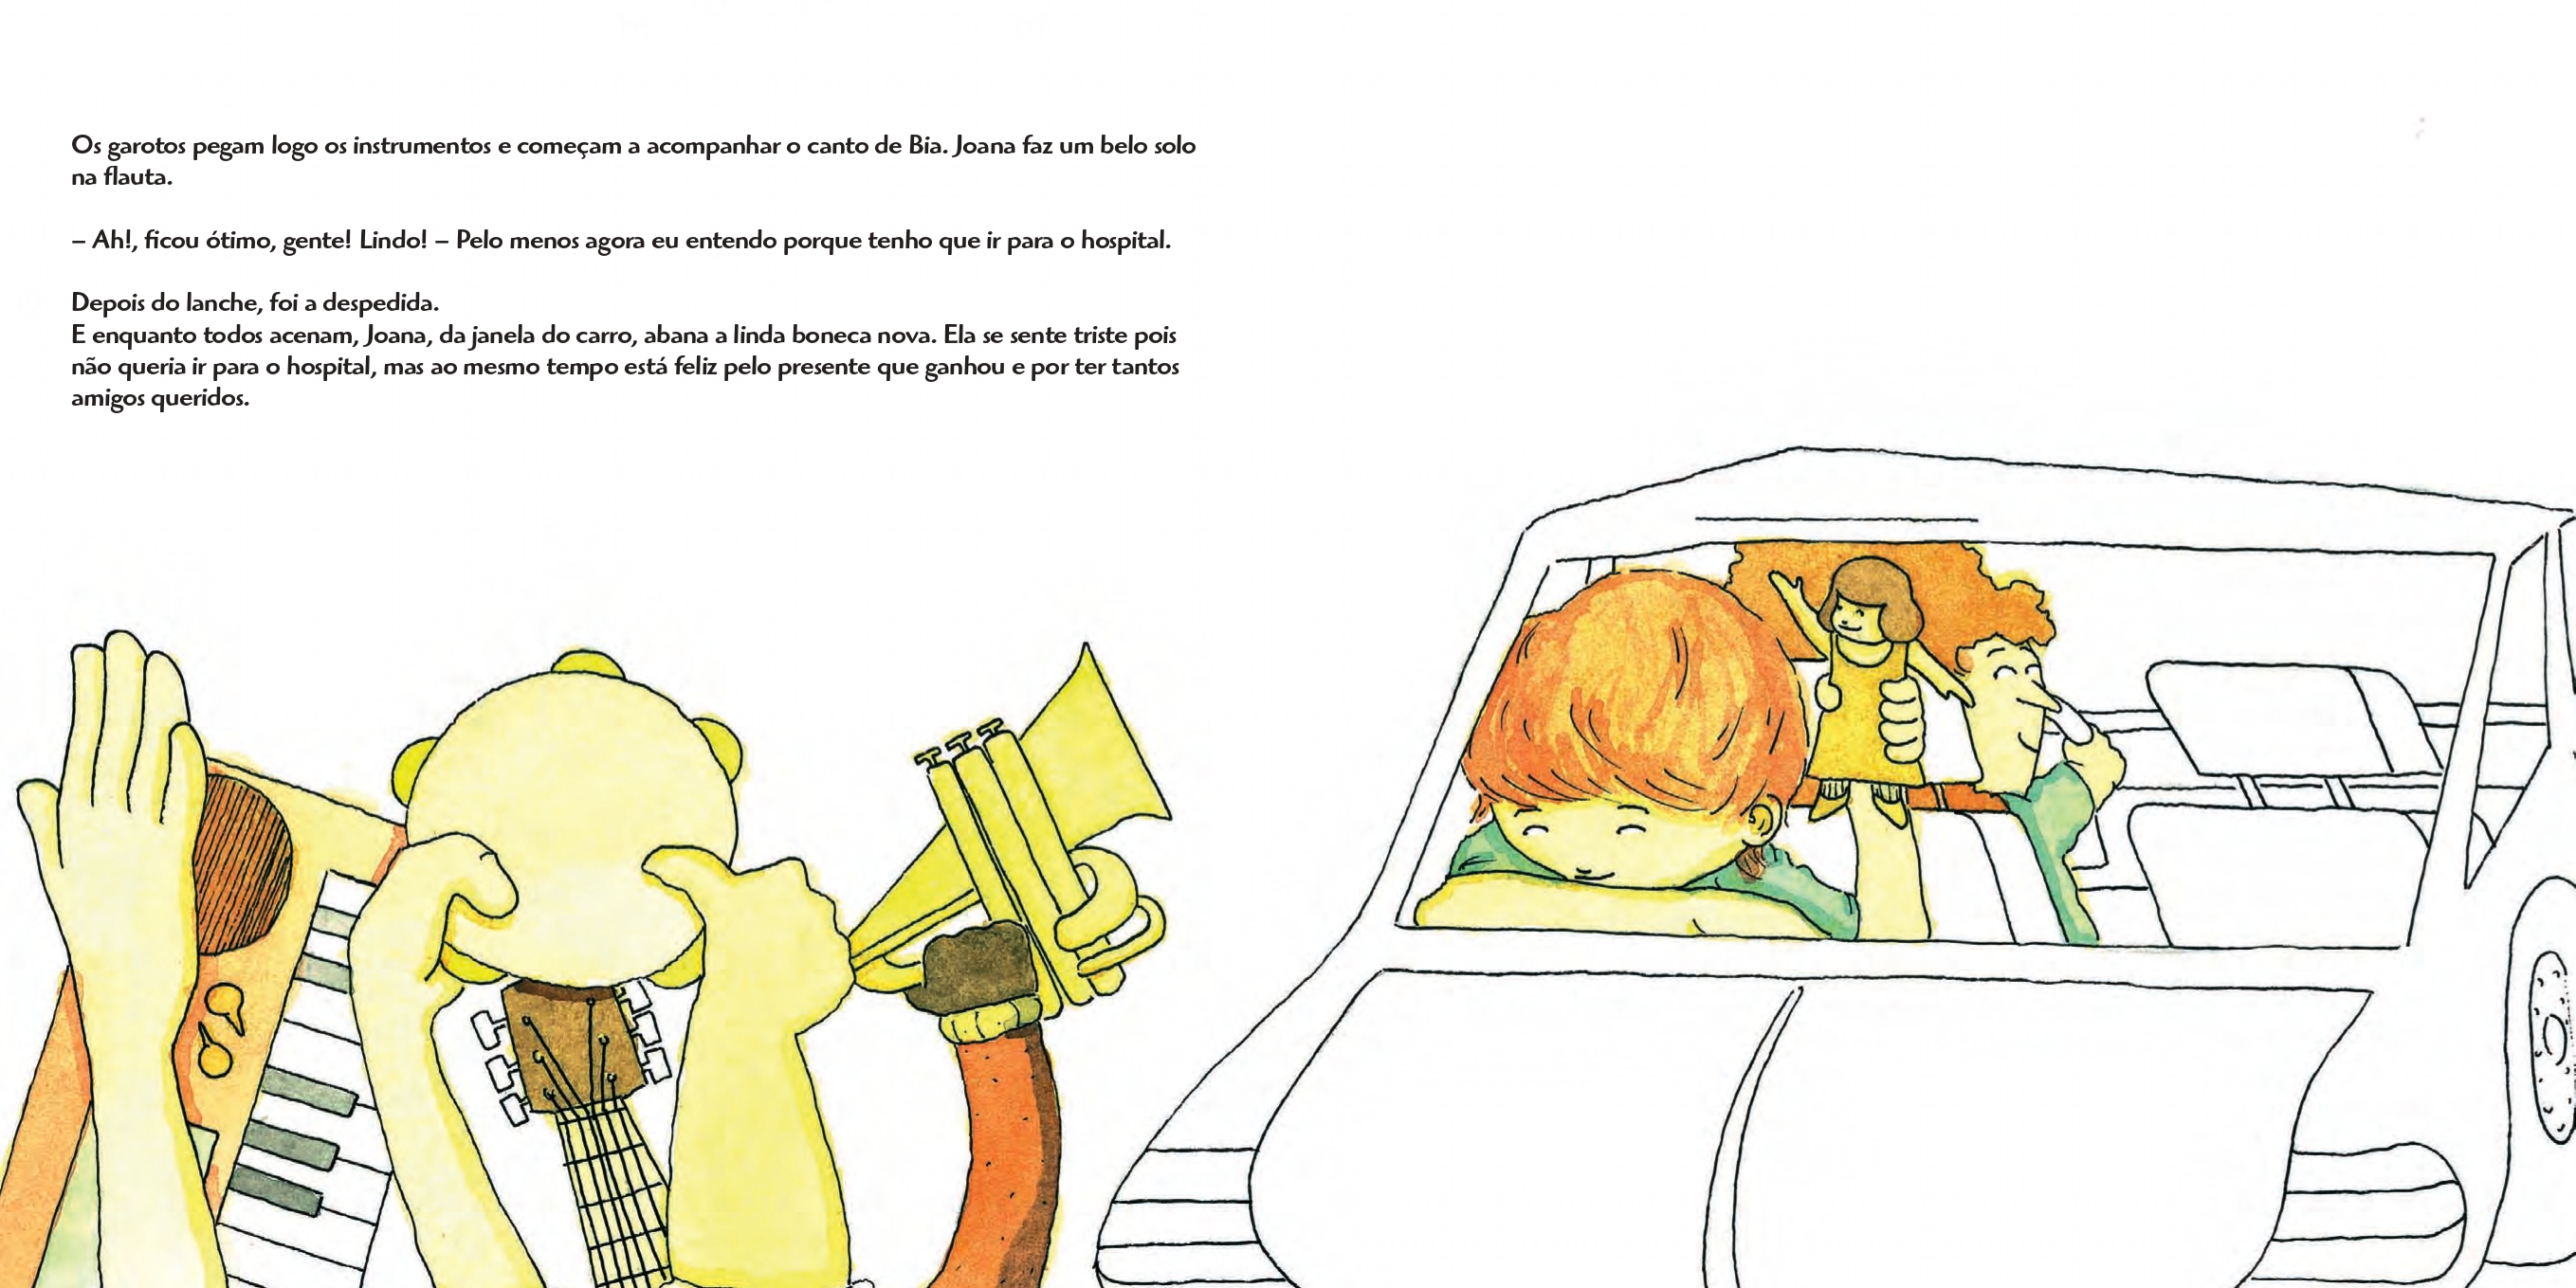 Os garotos pegam logo os instrumentos e começam a acompanhar o canto de Bia. Joana faz um belo solo
na flauta.
– Ah!, ficou ótimo, gente! Lindo! – Pelo menos agora eu entendo porque tenho que ir para o hospital.
Depois do lanche, foi a despedida.
E enquanto todos acenam, Joana, da janela do carro, abana a linda boneca nova. Ela se sente triste pois
não queria ir para o hospital, mas ao mesmo tempo está feliz pelo presente que ganhou e por ter tantos
amigos queridos.